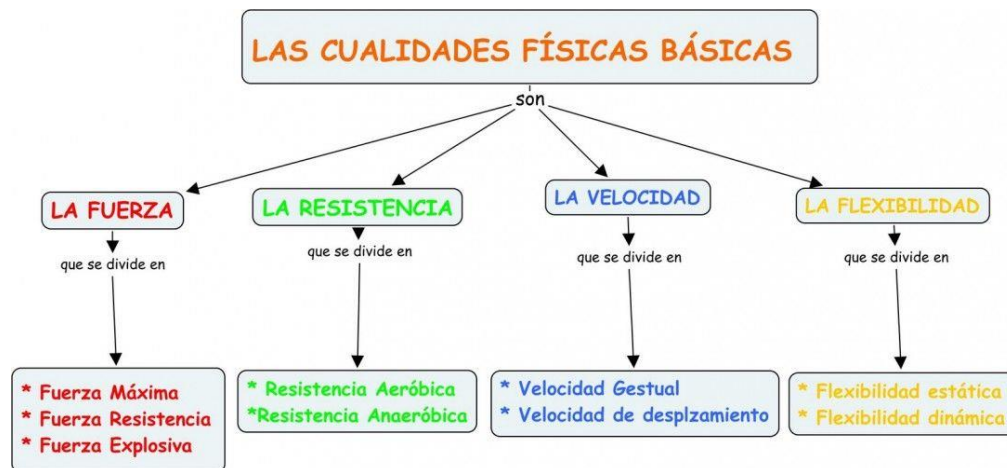 LAS CUALIDADES FÍSICAS BÁSICAS
son
LA FUERZA
que se divide en
* Fuerza Máxima
* Fuerza Resistencia
* Fuerza Explosiva
LA RESISTENCIA
que se divide en
* Resistencia Aeróbica
*Resistencia Anaeróbica
LA VELOCIDAD
que se divide en
* Velocidad Gestual
* Velocidad de desplzamiento
LA FLEXIBILIDAD
que se divide en
* Flexibilidad estática
* Flexibilidad dinámica